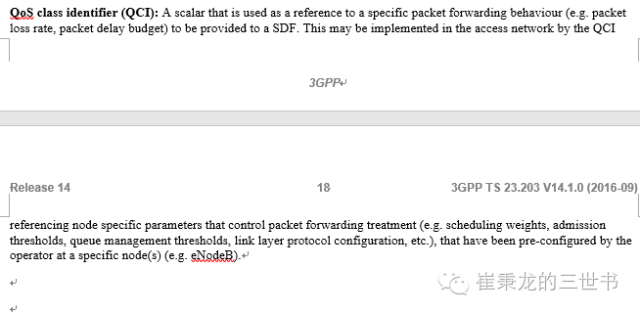 QoS class identifier (QCI): A scalar that is used as a reference to a specific packet forwarding behaviour (e.g. packet
loss rate, packet delay budget) to be provided to a SDF. This may be implemented in the access network by the QCI
3GPP↵
Release 14 18 3GPP TS 23.203 V14.1.0 (2016-09)
referencing node specific parameters that control packet forwarding treatment (e.g. scheduling weights, admission
thresholds, queue management thresholds, link layer protocol configuration, etc.), that have been pre-configured by the
operator at a specific node(s) (e.g. eNodeB).↵
↵
崔秉龙的三世书
↵